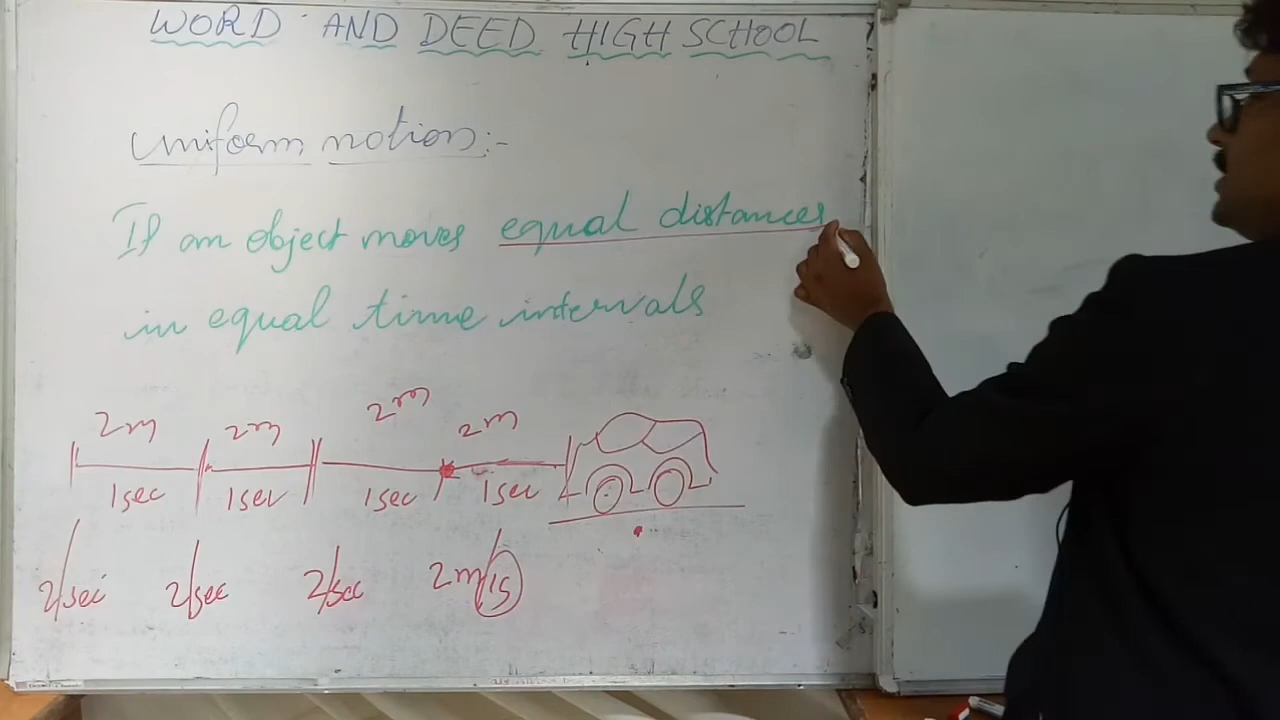 WORD AND DEED HIGH SCHOOL
Uniform motion:-
If an object moves equal distances
in equal time intervals
2m 2m 2m 2m
1sec 1sec 1sec 1sec
2/sec 2/sec 2/sec 2m/1s